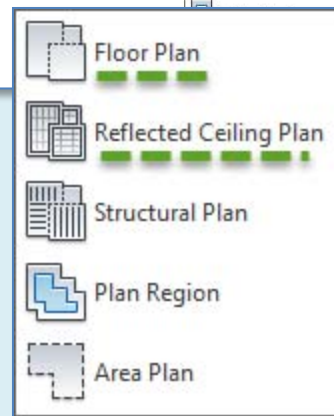 Floor Plan
Reflected Ceiling Plan
Structural Plan
Plan Region
Area Plan